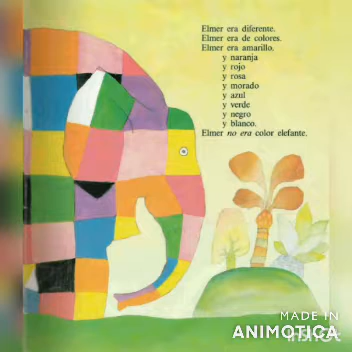 Elmer era diferente.
Elmer era de colores.
Elmer era amarillo.
y naranja
y rojo
y rosa
y morado
y azul
y verde
y negro
y blanco.
Elmer no era color elefante.
MADE IN
ANIMOTICA